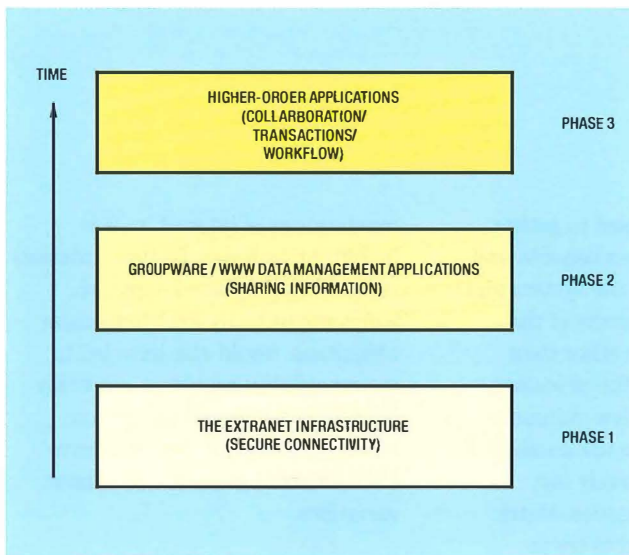 TIME
HIGHER-ORDER APPLICATIONS
(COLLARBORATION/
TRANSACTIONS/
WORKFLOW)
PHASE 3
GROUPWARE / WWW DATA MANAGEMENT APPLICATIONS
(SHARING INFORMATION)
PHASE 2
THE EXTRANET INFRASTRUCTURE
(SECURE CONNECTIVITY)
PHASE 1